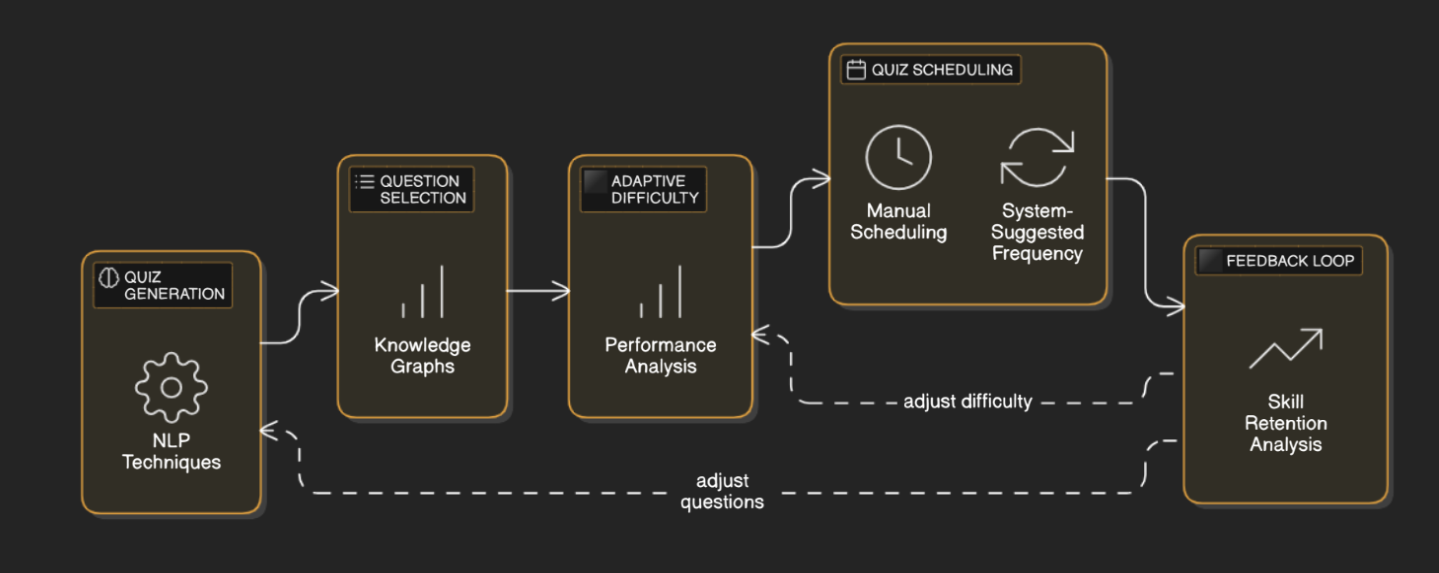 QUIZ
GENERATION
NLP
Techniques
QUESTION
SELECTION
Knowledge
Graphs
ADAPTIVE
DIFFICULTY
Performance
Analysis
QUIZ SCHEDULING
Manual
Scheduling
System-
Suggested
Frequency
FEEDBACK LOOP
Skill
Retention
Analysis
adjust difficulty
adjust
questions